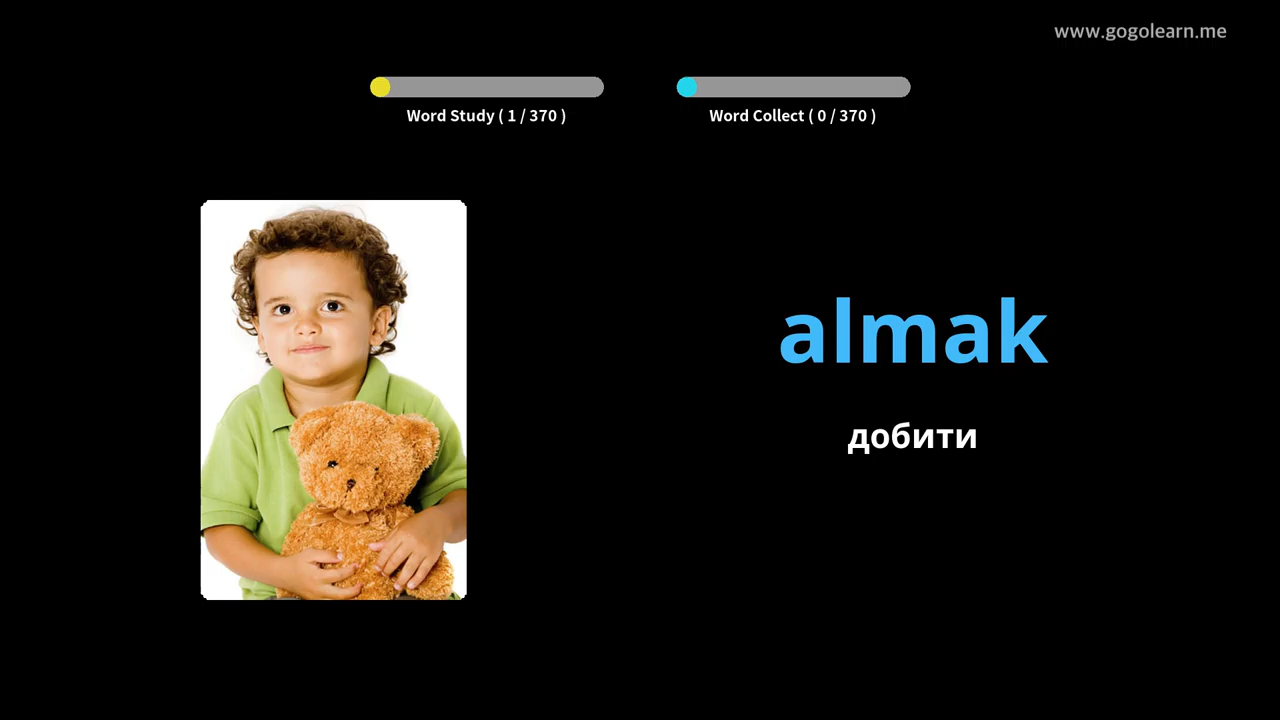 www.gogolearn.me
Word Study ( 1 / 370 )
Word Collect ( 0 / 370 )
almak
добити